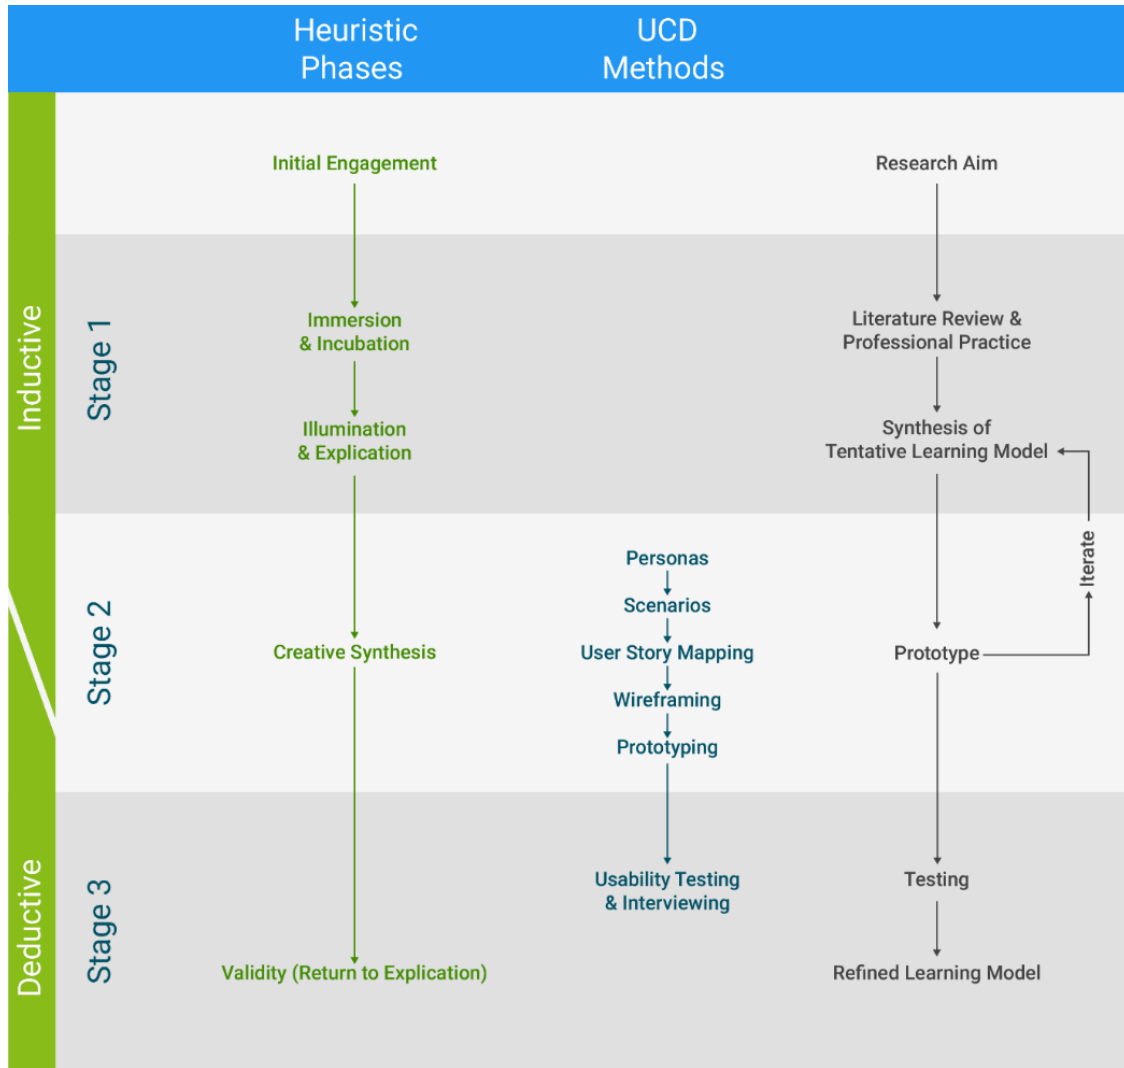 Heuristic
Phases
UCD
Methods
Inductive
Initial Engagement
Research Aim
Stage 1
Immersion
& Incubation
Literature Review &
Professional Practice
Illumination
& Explication
Synthesis of
Tentative Learning Model
Stage 2
Personas
Scenarios
Creative Synthesis
User Story Mapping
Wireframing
Prototyping
Prototype
Iterate
Deductive
Stage 3
Usability Testing
& Interviewing
Testing
Validity (Return to Explication)
Refined Learning Model